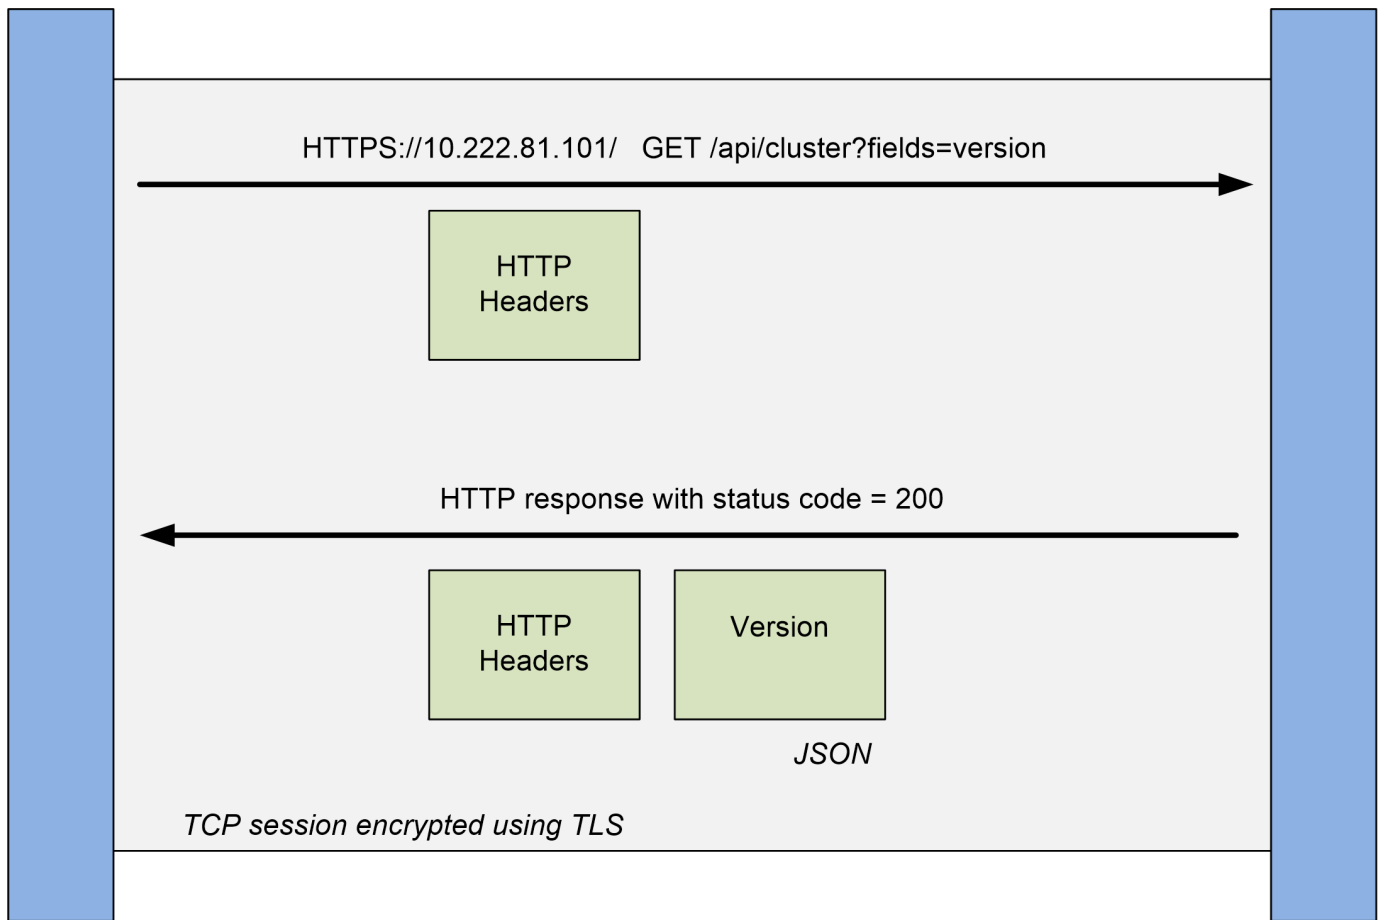 HTTPS://10.222.81.101/   GET /api/cluster?fields=version
HTTP
Headers
HTTP response with status code = 200
HTTP
Headers
Version
JSON
TCP session encrypted using TLS